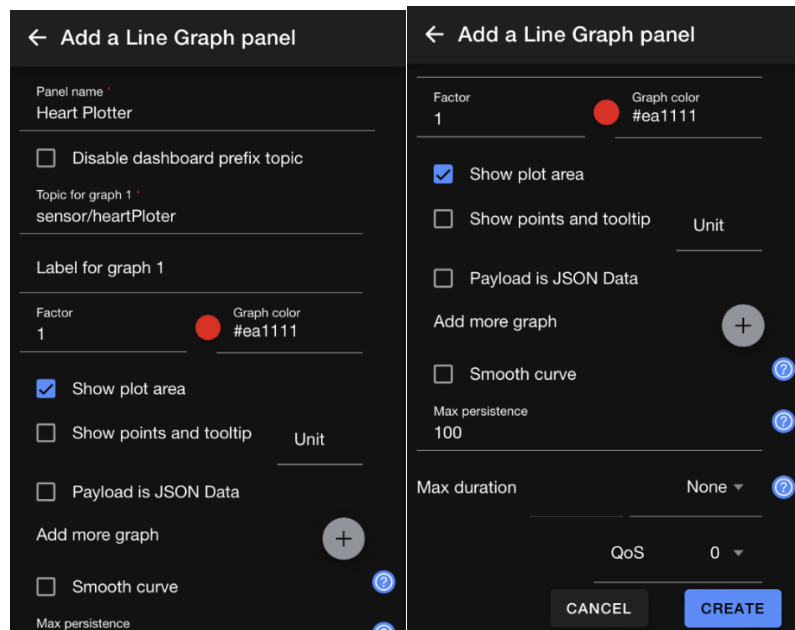 Add a Line Graph panel
Panel name *
Heart Plotter
Disable dashboard prefix topic
Topic for graph 1 *
sensor/heartPloter
Label for graph 1
Factor Graph color
1 #ea1111
Show plot area
Show points and tooltip Unit
Payload is JSON Data
Add more graph +
Smooth curve ?
Max persistence ?
Add a Line Graph panel
Factor Graph color
1 #ea1111
Show plot area
Show points and tooltip Unit
Payload is JSON Data
Add more graph +
Smooth curve ?
Max persistence ?
100
Max duration None ?
QoS 0
CANCEL CREATE